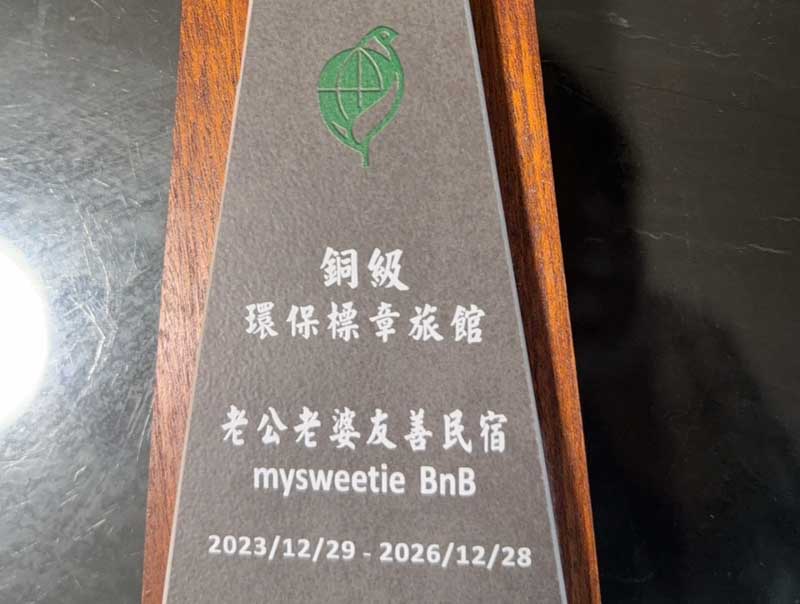 銅級
環保標章旅館
老公老婆友善民宿
mysweetie BnB
2023/12/29 - 2026/12/28